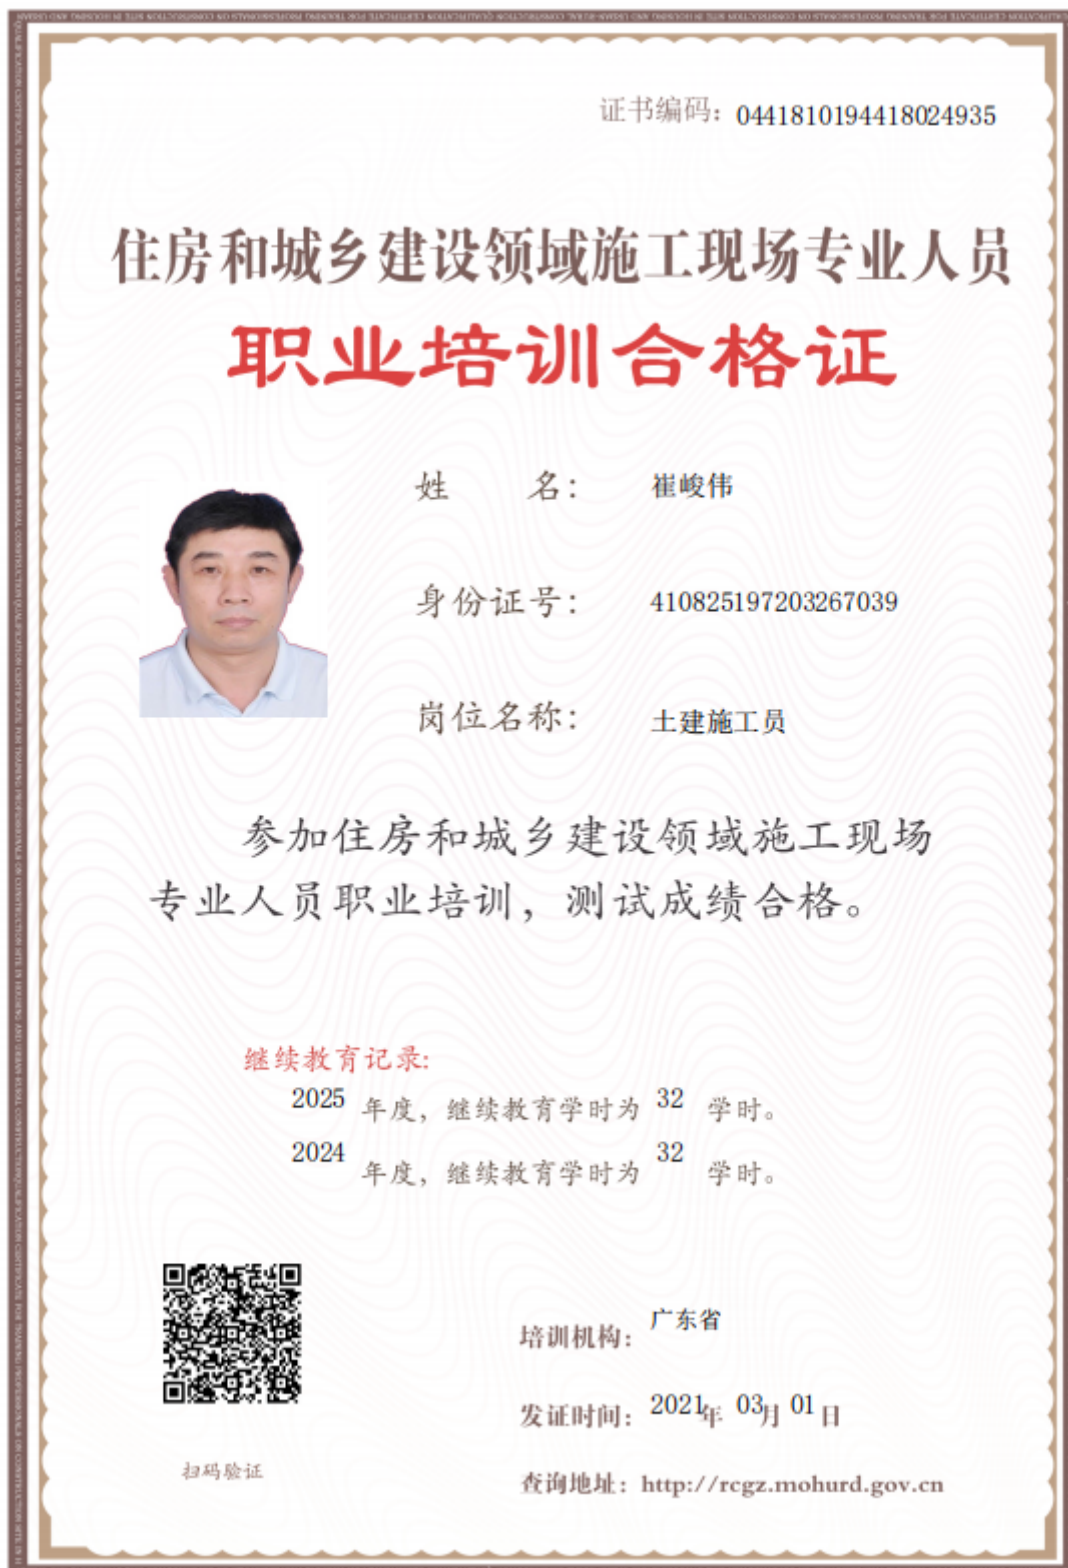 证书编码：0441810194418024935
住房和城乡建设领域施工现场专业人员
职业培训合格证
姓 名： 崔峻伟
身份证号： 410825197203267039
岗位名称： 土建施工员
参加住房和城乡建设领域施工现场
专业人员职业培训，测试成绩合格。
继续教育记录:
2025 年度，继续教育学时为 32 学时。
2024 年度，继续教育学时为 32 学时。
培训机构： 广东省
发证时间： 2021年 03月 01日
扫码验证
查询地址：http://rcgz.mohurd.gov.cn